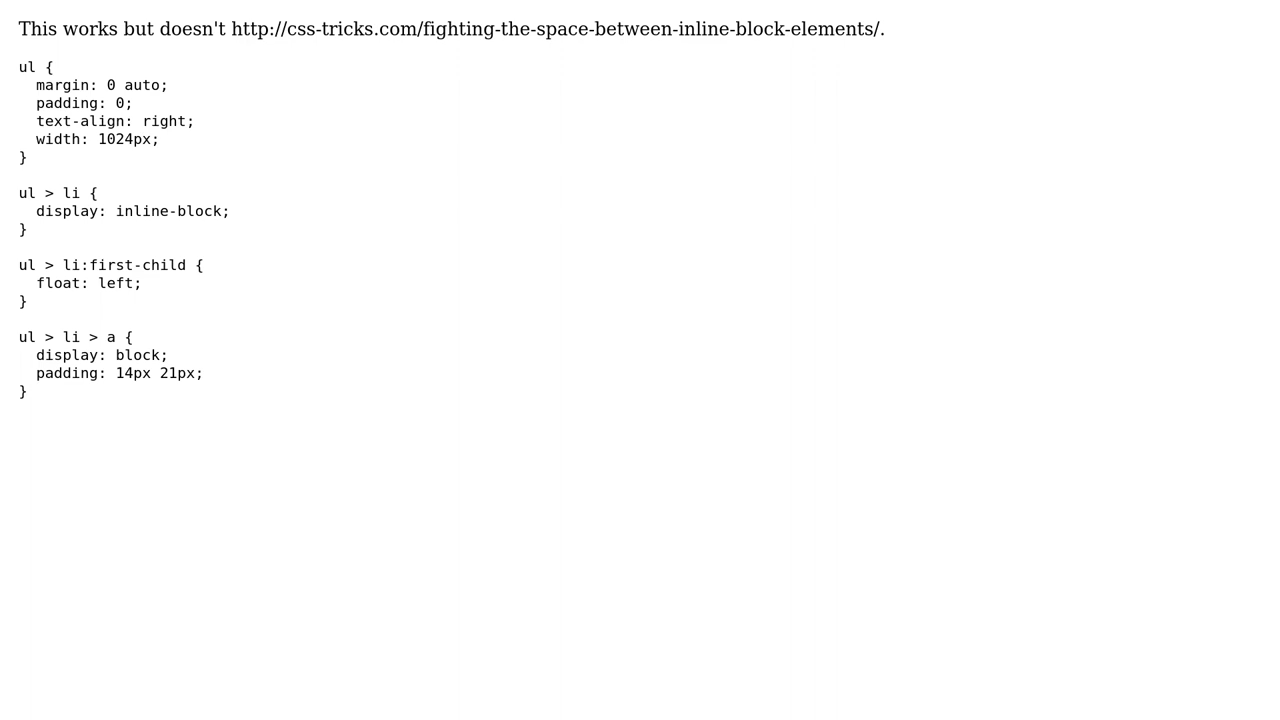 This works but doesn't http://css-tricks.com/fighting-the-space-between-inline-block-elements/.
ul {
  margin: 0 auto;
  padding: 0;
  text-align: right;
  width: 1024px;
}
ul > li {
  display: inline-block;
}
ul > li:first-child {
  float: left;
}
ul > li > a {
  display: block;
  padding: 14px 21px;
}